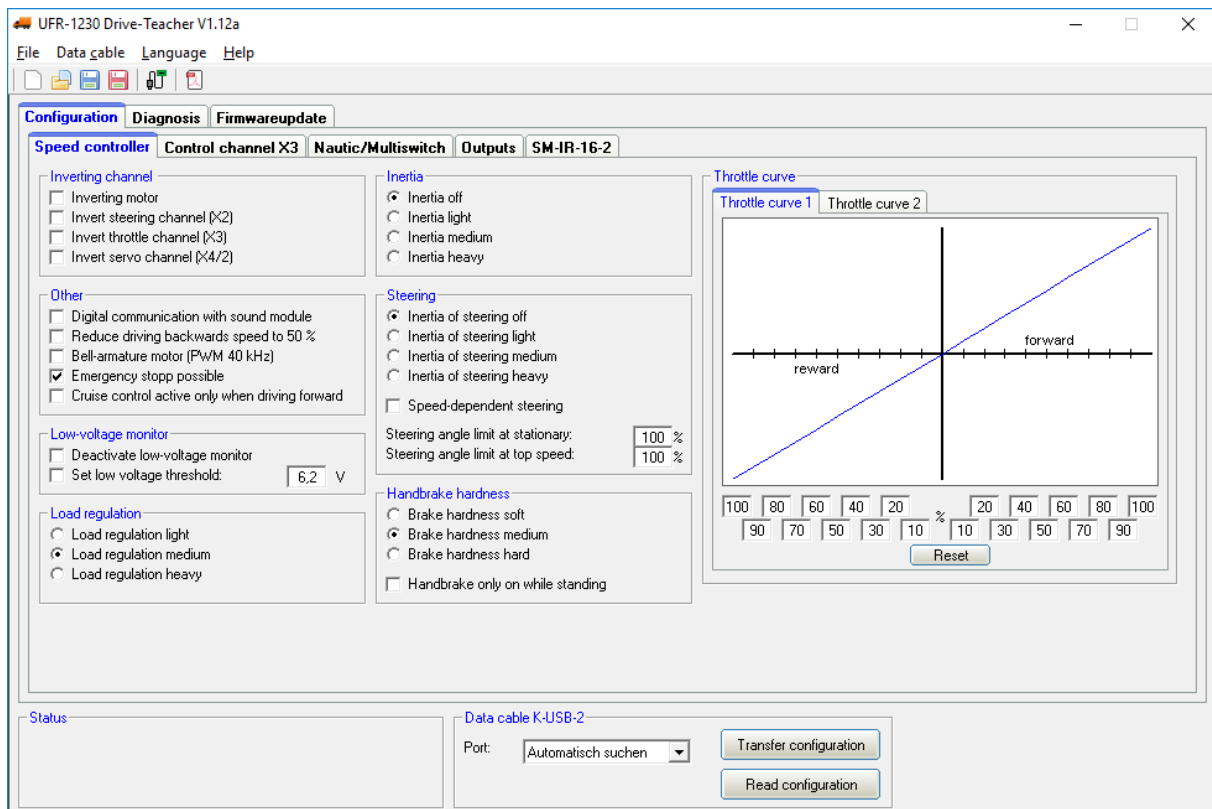 UFR-1230 Drive-Teacher V1.12a
File Data cable Language Help
Configuration Diagnosis Firmwareupdate
Speed controller Control channel X3 Nautic/Multiswitch Outputs SM-IR-16-2
Inverting channel
Inverting motor
Invert steering channel (X2)
Invert throttle channel (X3)
Invert servo channel (X4/2)
Other
Digital communication with sound module
Reduce driving backwards speed to 50 %
Bell-armature motor (PWM 40 kHz)
Emergency stopp possible
Cruise control active only when driving forward
Low-voltage monitor
Deactivate low-voltage monitor
Set low voltage threshold: 6,2 V
Load regulation
Load regulation light
Load regulation medium
Load regulation heavy
Inertia
Inertia off
Inertia light
Inertia medium
Inertia heavy
Steering
Inertia of steering off
Inertia of steering light
Inertia of steering medium
Inertia of steering heavy
Speed-dependent steering
Steering angle limit at stationary: 100 %
Steering angle limit at top speed: 100 %
Handbrake hardness
Brake hardness soft
Brake hardness medium
Brake hardness hard
Handbrake only on while standing
Throttle curve
Throttle curve 1 Throttle curve 2
forward
reward
100 80 60 40 20 % 20 40 60 80 100
90 70 50 30 10 10 30 50 70 90
Reset
Status
Data cable K-USB-2
Port: Automatisch suchen
Transfer configuration
Read configuration